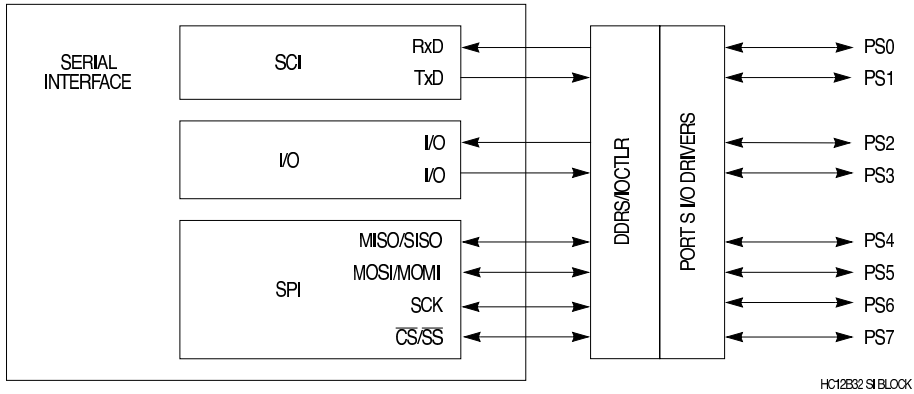 SERIAL
INTERFACE
SCI
RxD
TxD
I/O
I/O
I/O
SPI
MISO/SISO
MOSI/MOMI
SCK
CS/SS
DDRS/IOCTLR
PORT S I/O DRIVERS
PS0
PS1
PS2
PS3
PS4
PS5
PS6
PS7
HC12B32 SI BLOCK